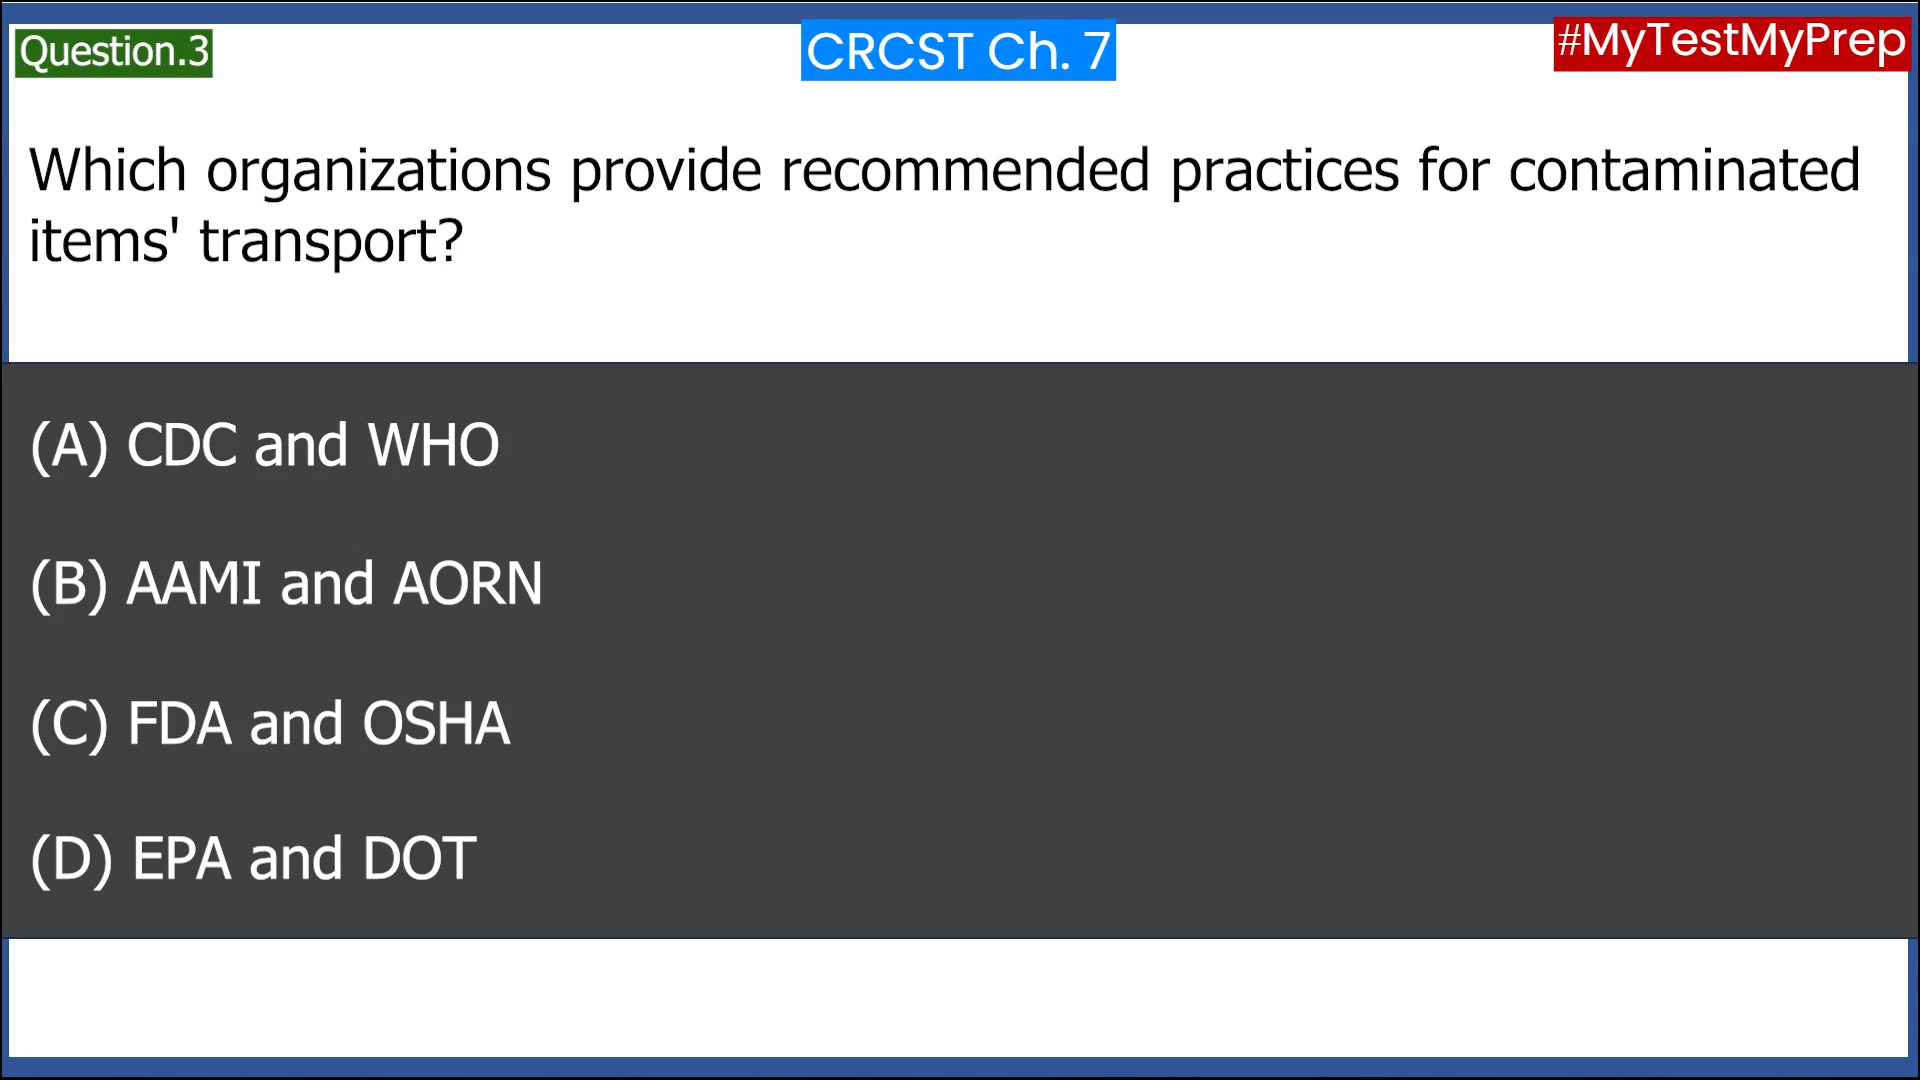 Question.3
CRCST Ch. 7
#MyTestMyPrep
Which organizations provide recommended practices for contaminated
items' transport?
(A) CDC and WHO
(B) AAMI and AORN
(C) FDA and OSHA
(D) EPA and DOT